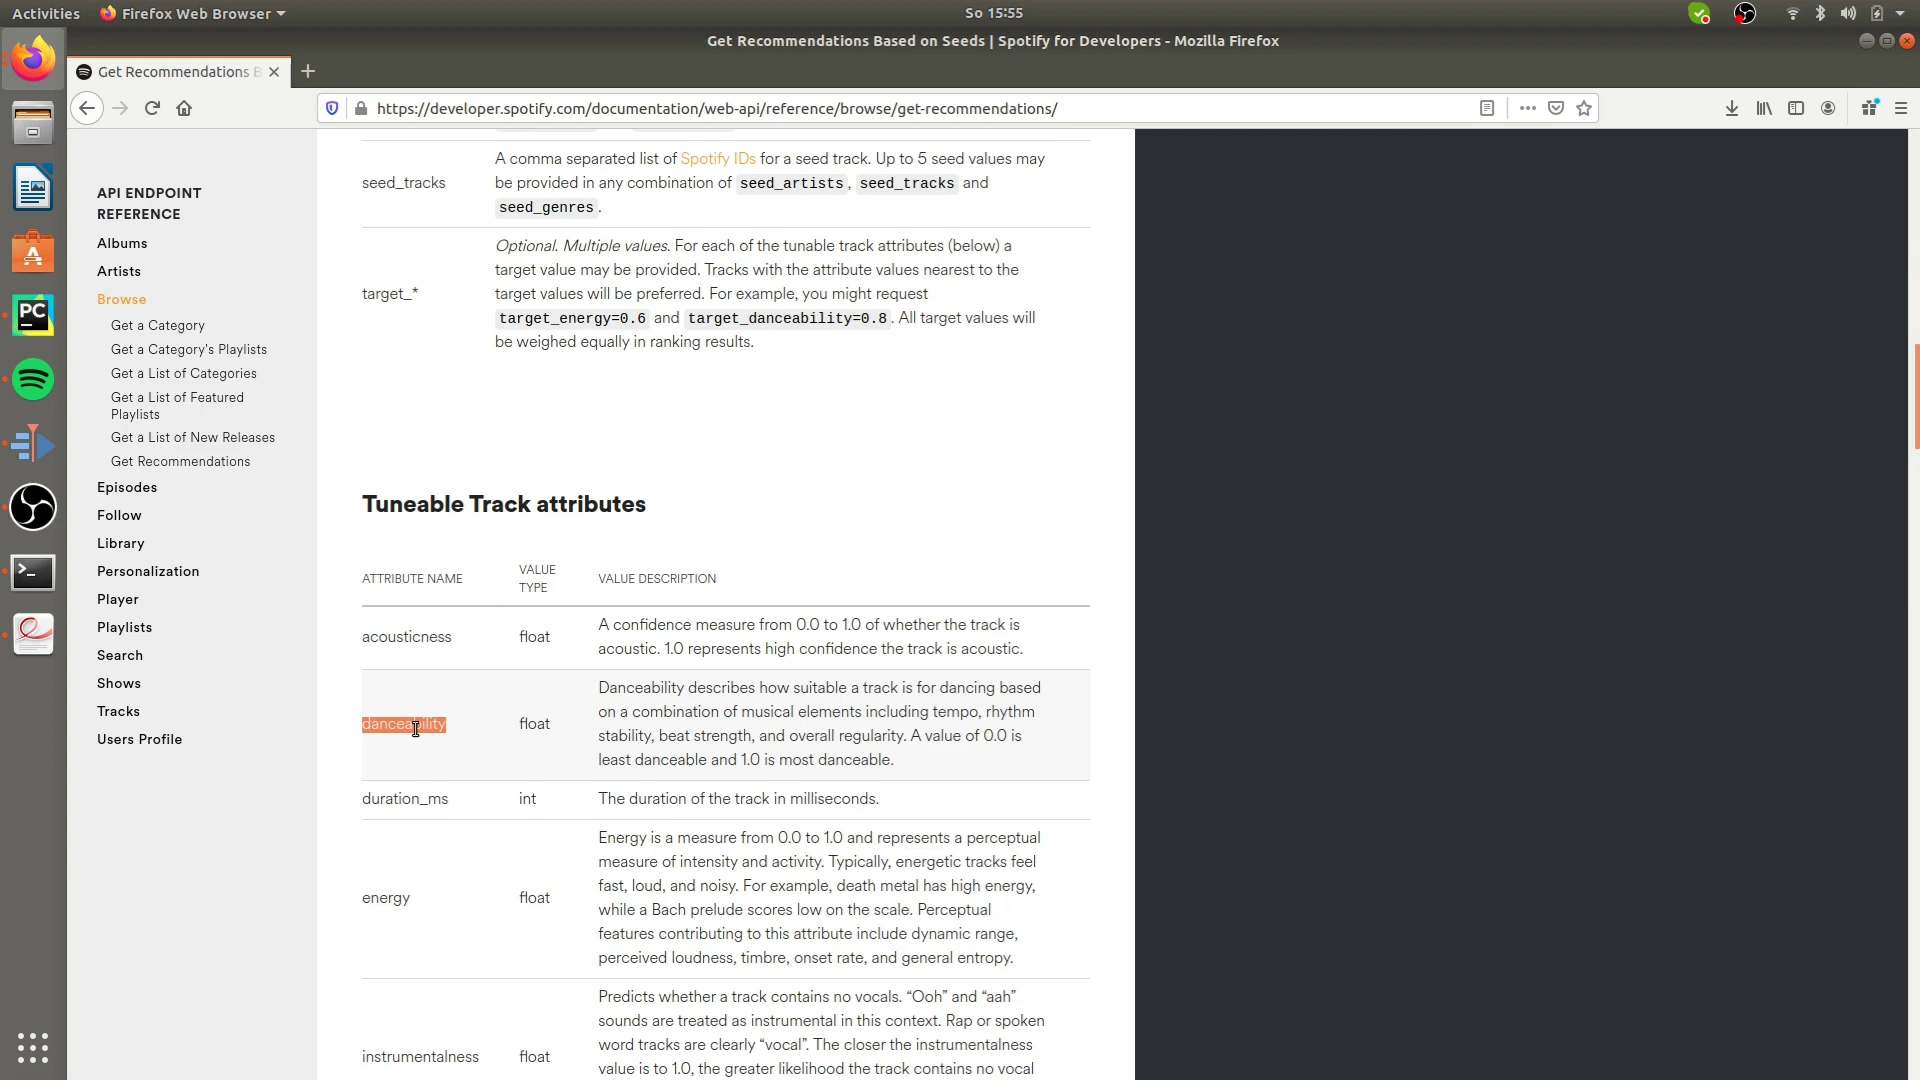 Activities
Firefox Web Browser
So 15:55
Get Recommendations Based on Seeds | Spotify for Developers - Mozilla Firefox
Get Recommendations B
https://developer.spotify.com/documentation/web-api/reference/browse/get-recommendations/
API ENDPOINT
REFERENCE
Albums
Artists
Browse
Get a Category
Get a Category's Playlists
Get a List of Categories
Get a List of Featured
Playlists
Get a List of New Releases
Get Recommendations
Episodes
Follow
Library
Personalization
Player
Playlists
Search
Shows
Tracks
Users Profile
seed_tracks
A comma separated list of Spotify IDs for a seed track. Up to 5 seed values may
be provided in any combination of seed_artists, seed_tracks and
seed_genres.
target_*
Optional. Multiple values. For each of the tunable track attributes (below) a
target value may be provided. Tracks with the attribute values nearest to the
target values will be preferred. For example, you might request
target_energy=0.6 and target_danceability=0.8. All target values will
be weighed equally in ranking results.
Tuneable Track attributes
ATTRIBUTE NAME
VALUE
TYPE
VALUE DESCRIPTION
acousticness
float
A confidence measure from 0.0 to 1.0 of whether the track is
acoustic. 1.0 represents high confidence the track is acoustic.
danceability
float
Danceability describes how suitable a track is for dancing based
on a combination of musical elements including tempo, rhythm
stability, beat strength, and overall regularity. A value of 0.0 is
least danceable and 1.0 is most danceable.
duration_ms
int
The duration of the track in milliseconds.
energy
float
Energy is a measure from 0.0 to 1.0 and represents a perceptual
measure of intensity and activity. Typically, energetic tracks feel
fast, loud, and noisy. For example, death metal has high energy,
while a Bach prelude scores low on the scale. Perceptual
features contributing to this attribute include dynamic range,
perceived loudness, timbre, onset rate, and general entropy.
instrumentalness
float
Predicts whether a track contains no vocals. “Ooh” and “aah”
sounds are treated as instrumental in this context. Rap or spoken
word tracks are clearly “vocal”. The closer the instrumentalness
value is to 1.0, the greater likelihood the track contains no vocal
PC